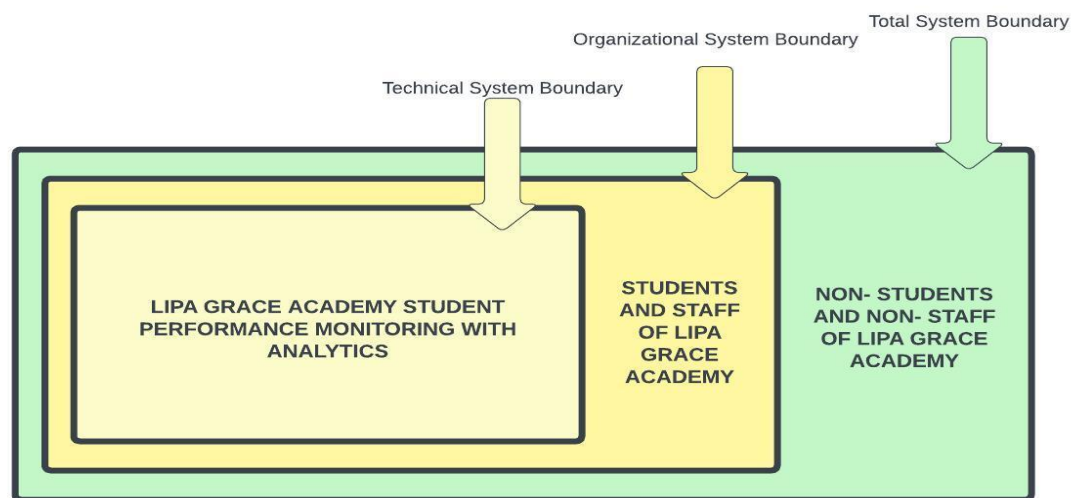 Total System Boundary
Organizational System Boundary
Technical System Boundary
LIPA GRACE ACADEMY STUDENT
PERFORMANCE MONITORING WITH
ANALYTICS
STUDENTS
AND STAFF
OF LIPA
GRACE
ACADEMY
NON- STUDENTS
AND NON- STAFF
OF LIPA GRACE
ACADEMY